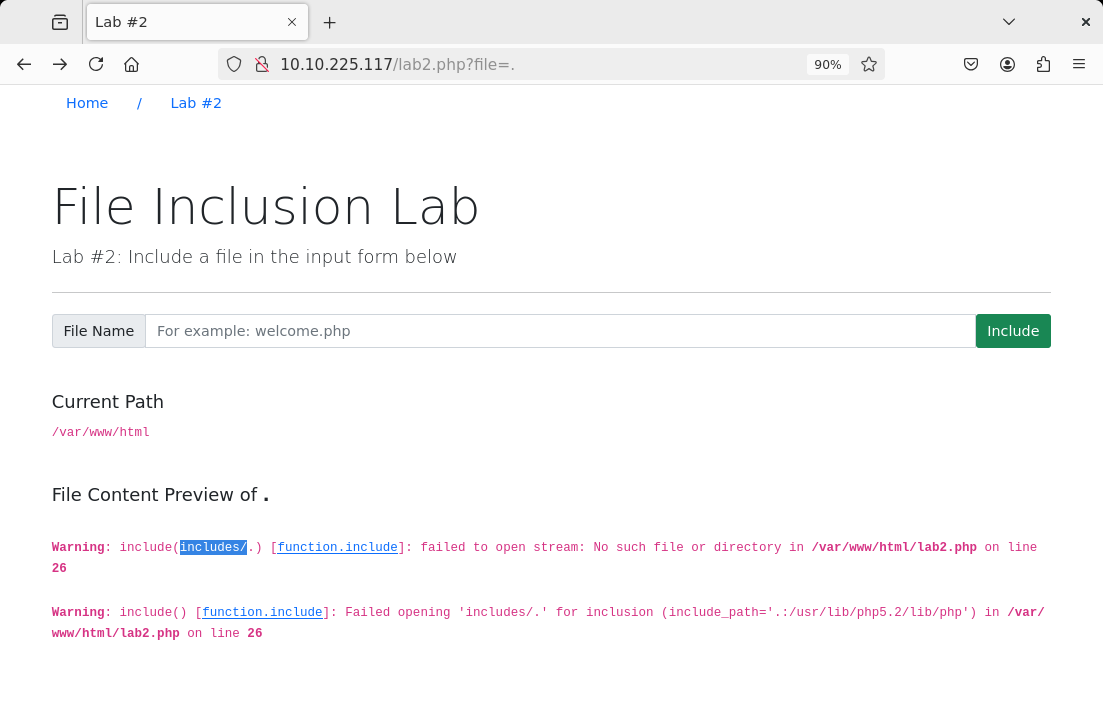 Lab #2
10.10.225.117/lab2.php?file=.
90%
Home / Lab #2
File Inclusion Lab
Lab #2: Include a file in the input form below
File Name For example: welcome.php Include
Current Path
/var/www/html
File Content Preview of .
Warning: include(includes/.) [function.include]: failed to open stream: No such file or directory in /var/www/html/lab2.php on line
26
Warning: include() [function.include]: Failed opening 'includes/.' for inclusion (include_path='.:/usr/lib/php5.2/lib/php') in /var/
www/html/lab2.php on line 26